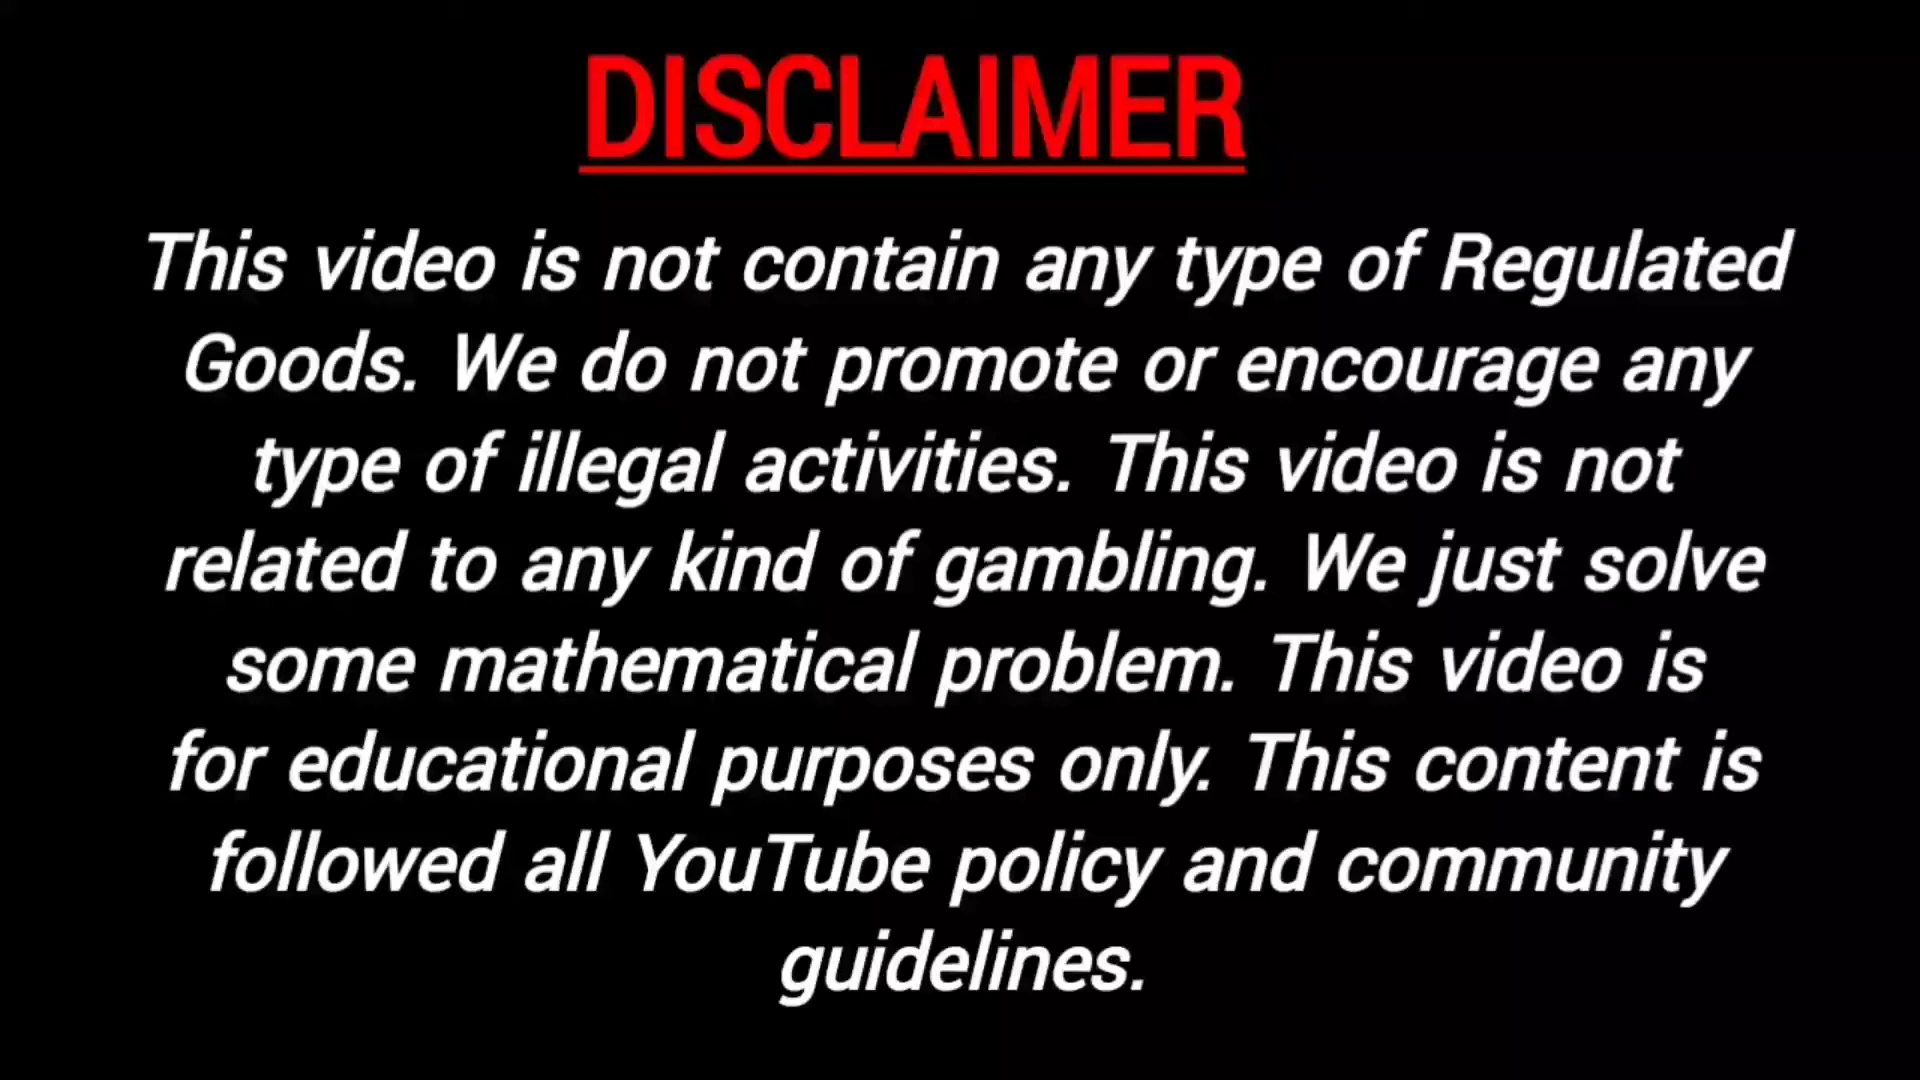 DISCLAIMER
This video is not contain any type of Regulated
Goods. We do not promote or encourage any
type of illegal activities. This video is not
related to any kind of gambling. We just solve
some mathematical problem. This video is
for educational purposes only. This content is
followed all YouTube policy and community
guidelines.